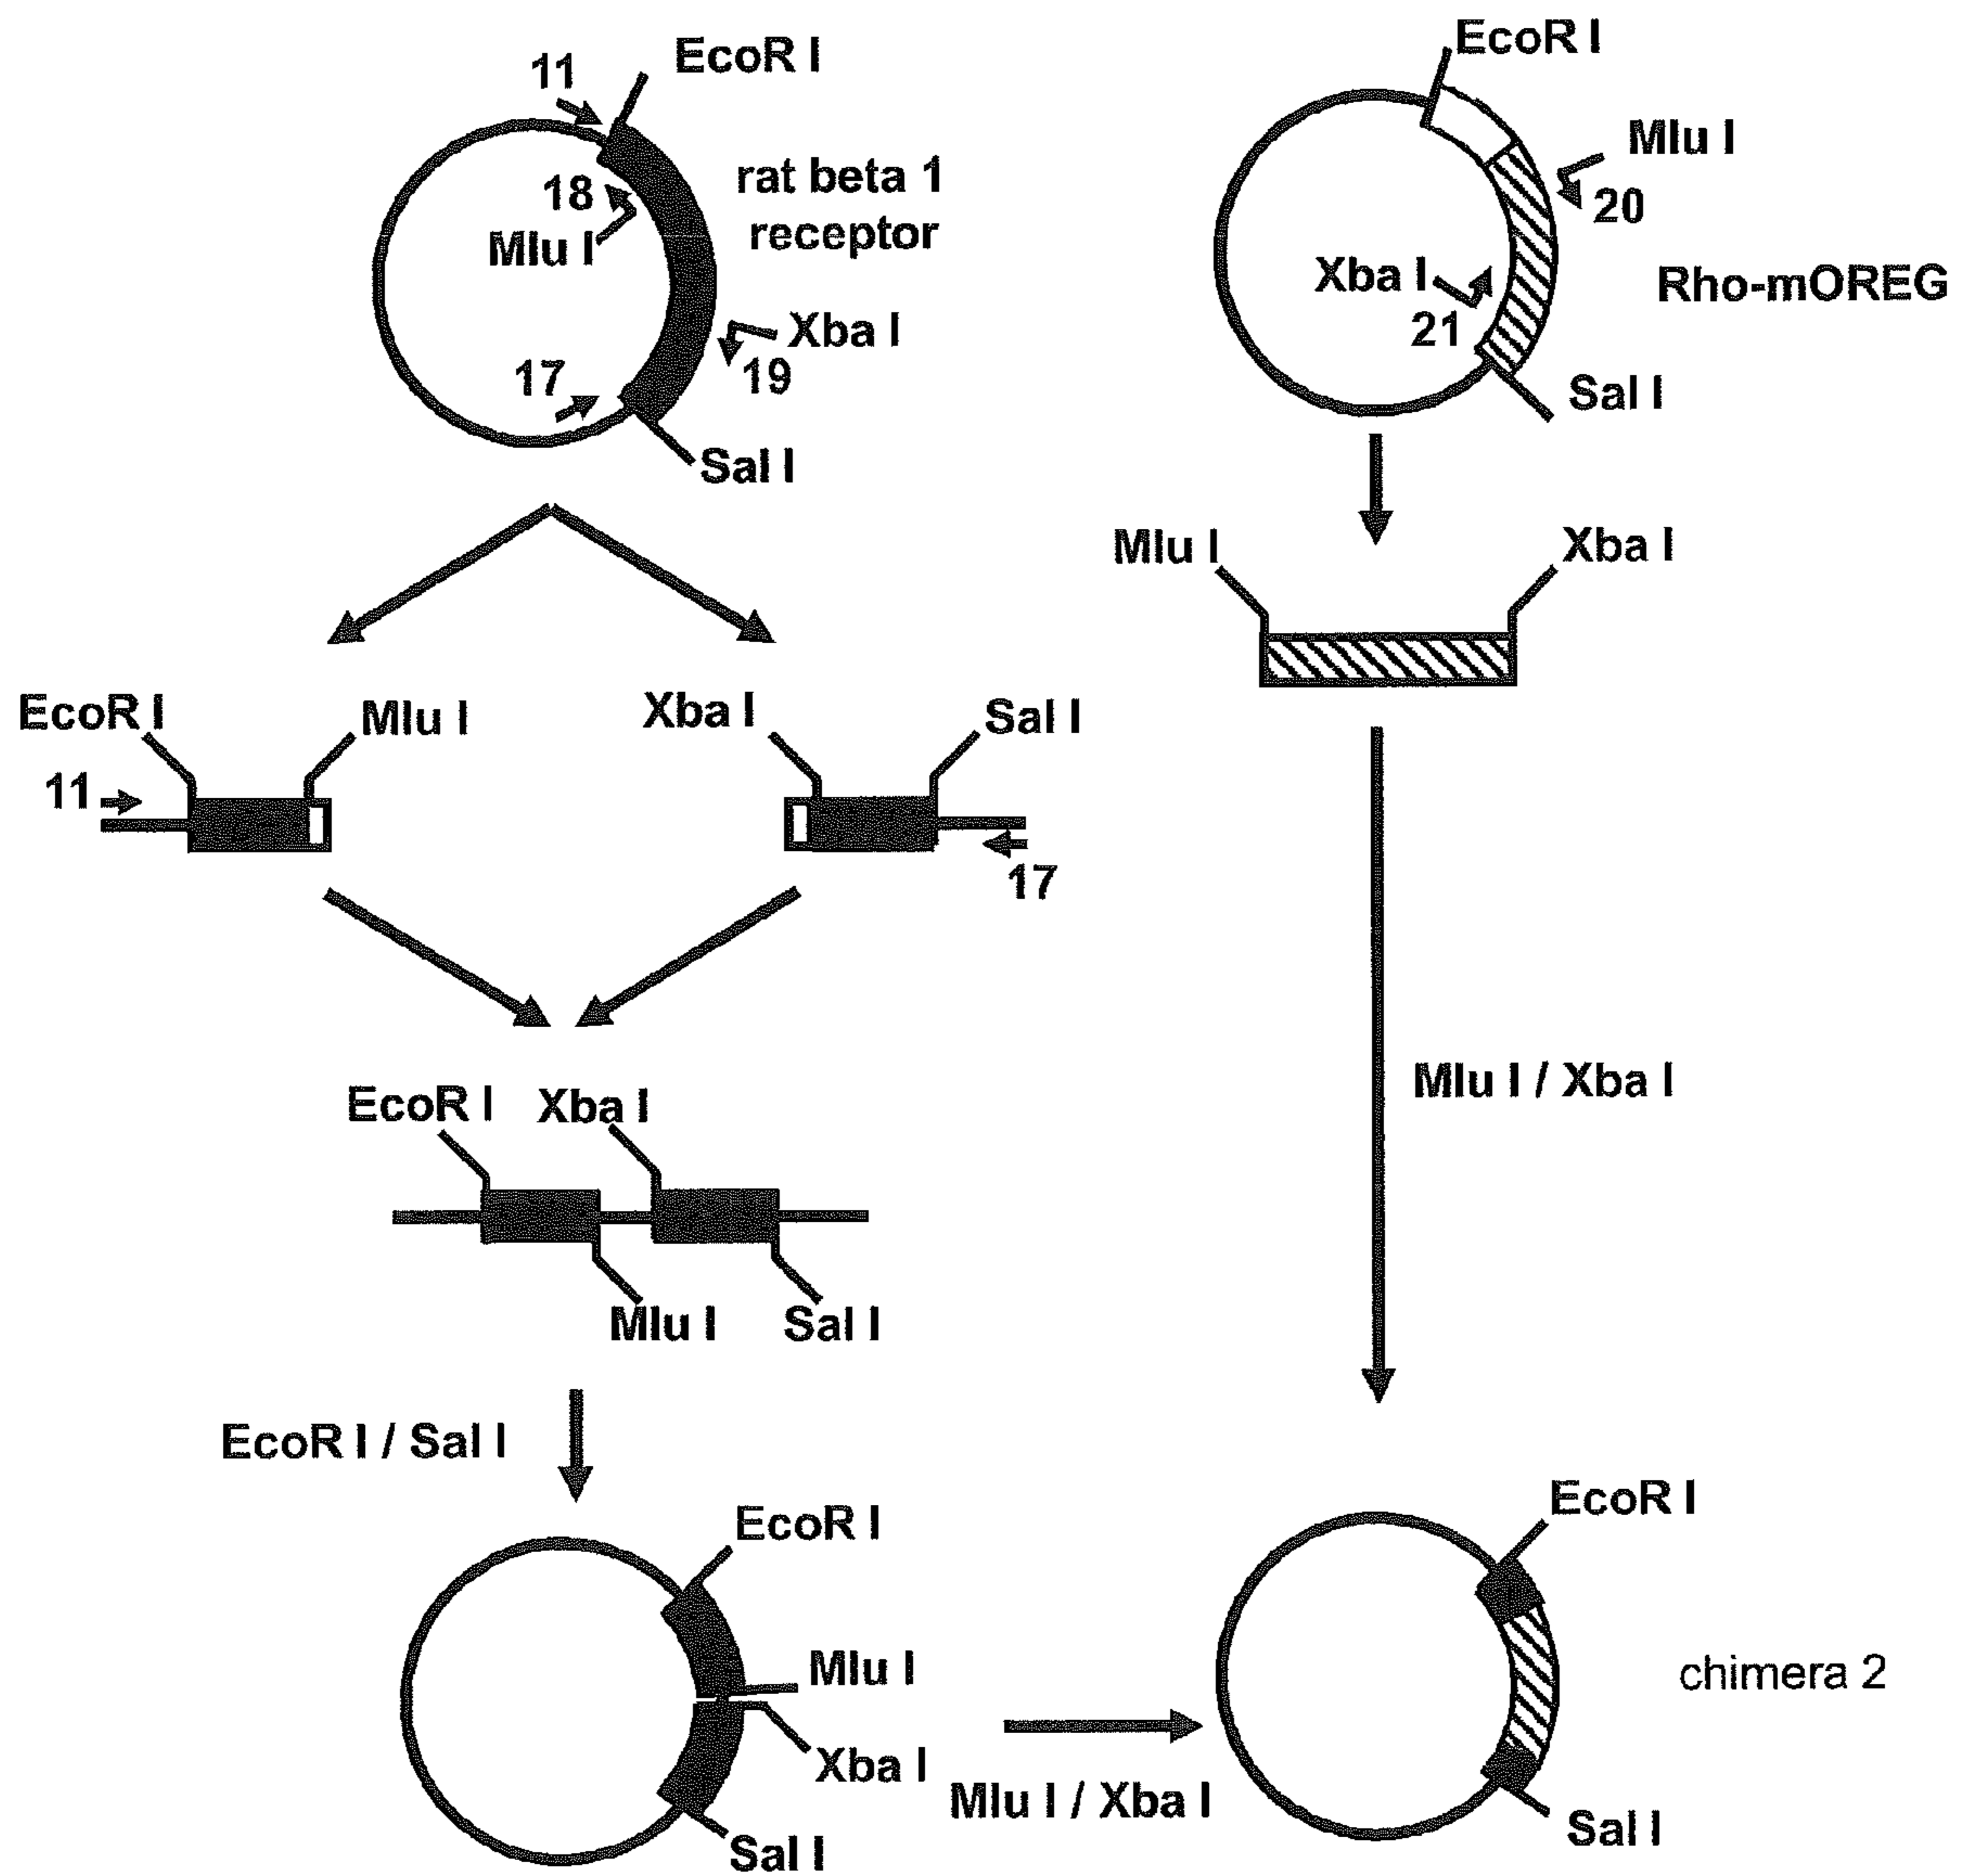 EcoR I
11
rat beta 1
receptor
18
Mlu I
Xba I
19
17
Sal I
EcoR I
Mlu I
20
Xba I
21
Rho-mOREG
Sal I
Mlu I
Xba I
EcoR I
Mlu I
11
Xba I
Sal I
17
EcoR I
Xba I
Mlu I
Sal I
Mlu I / Xba I
EcoR I / Sal I
EcoR I
Mlu I
Xba I
Sal I
Mlu I / Xba I
EcoR I
chimera 2
Sal I